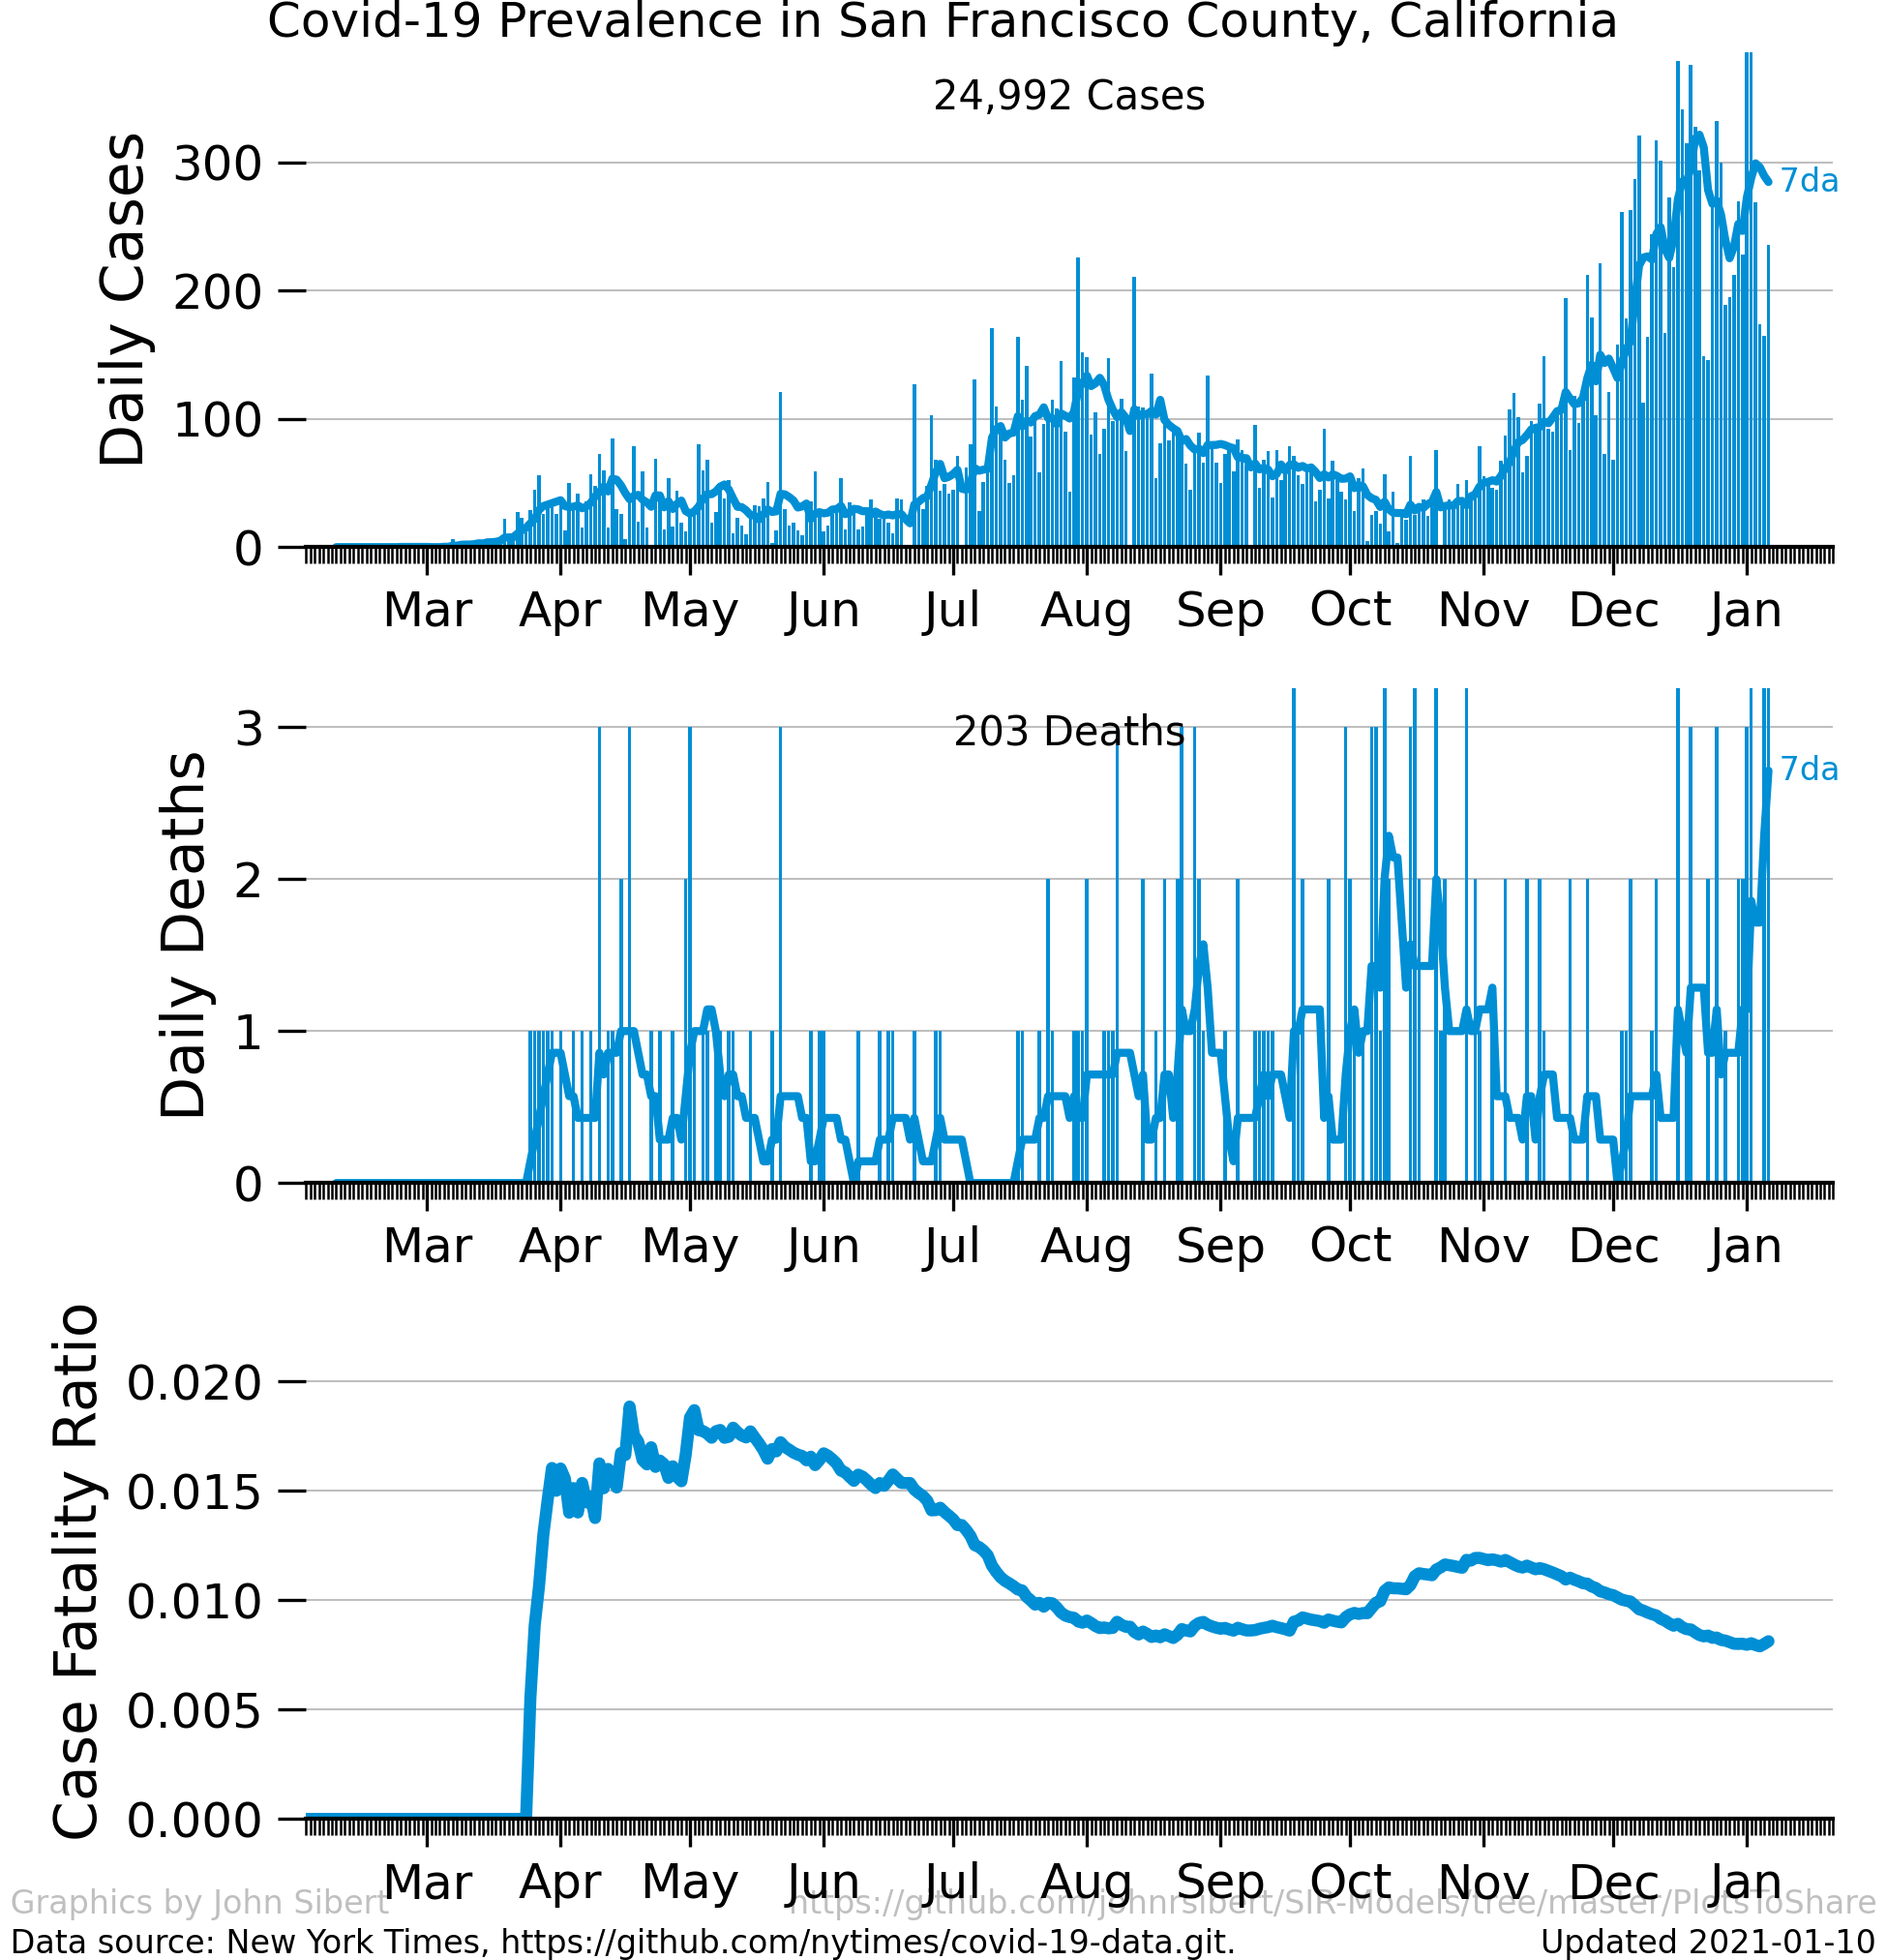 Covid-19 Prevalence in San Francisco County, California
24,992 Cases
Daily Cases
300
200
100
0
7da
Mar Apr May Jun Jul Aug Sep Oct Nov Dec Jan
203 Deaths
Daily Deaths
3
2
1
0
7da
Mar Apr May Jun Jul Aug Sep Oct Nov Dec Jan
Case Fatality Ratio
0.020
0.015
0.010
0.005
0.000
Mar Apr May Jun Jul Aug Sep Oct Nov Dec Jan
Graphics by John Sibert https://github.com/johnrsibert/SIR-Models/tree/master/PlotsToShare
Data source: New York Times, https://github.com/nytimes/covid-19-data.git. Updated 2021-01-10